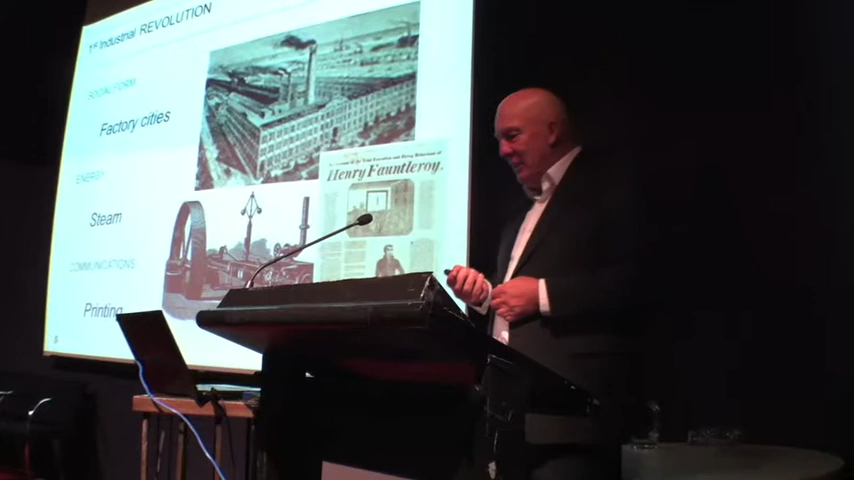 1st Industrial REVOLUTION
SOCIAL FORM
Factory cities
ENERGY
Steam
COMMUNICATIONS
Printing
Henry Fauntleroy.